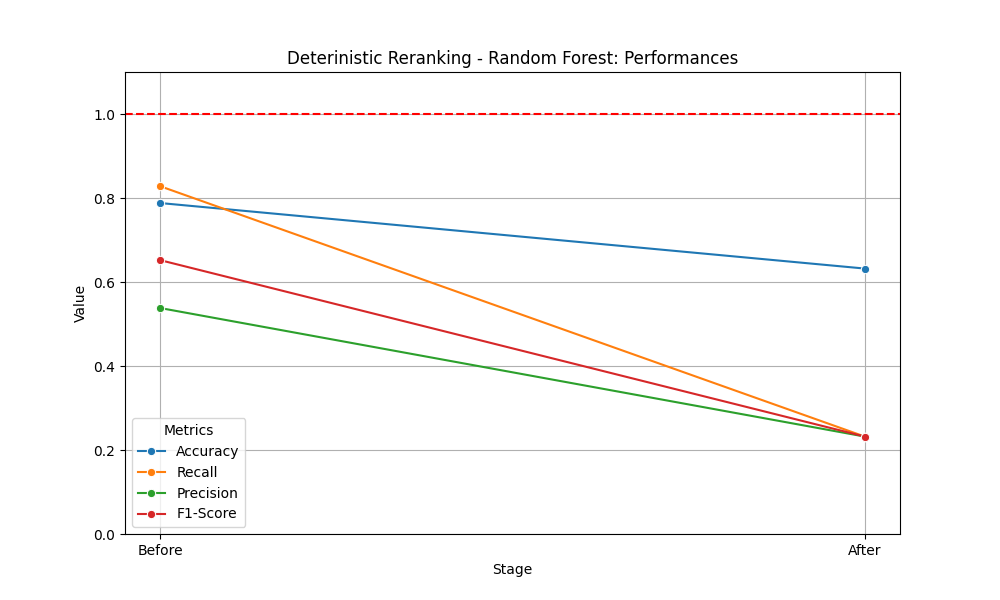 Deterinistic Reranking - Random Forest: Performances
1.0
0.8
0.6
0.4
0.2
0.0
Value
Metrics
Accuracy
Recall
Precision
F1-Score
Before
After
Stage